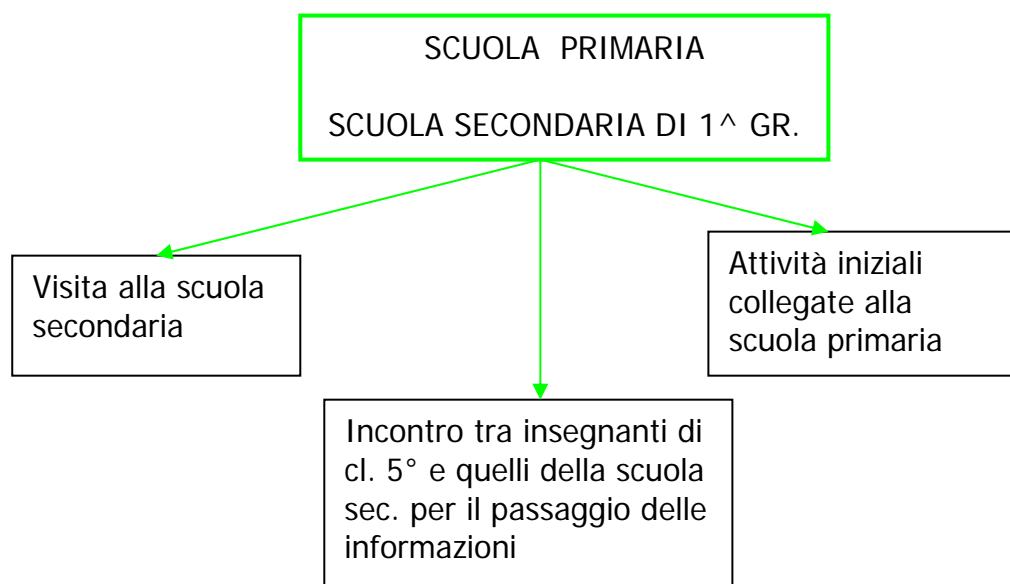 SCUOLA PRIMARIA
SCUOLA SECONDARIA DI 1^ GR.
Visita alla scuola
secondaria
Attività iniziali
collegate alla
scuola primaria
Incontro tra insegnanti di
cl. 5° e quelli della scuola
sec. per il passaggio delle
informazioni